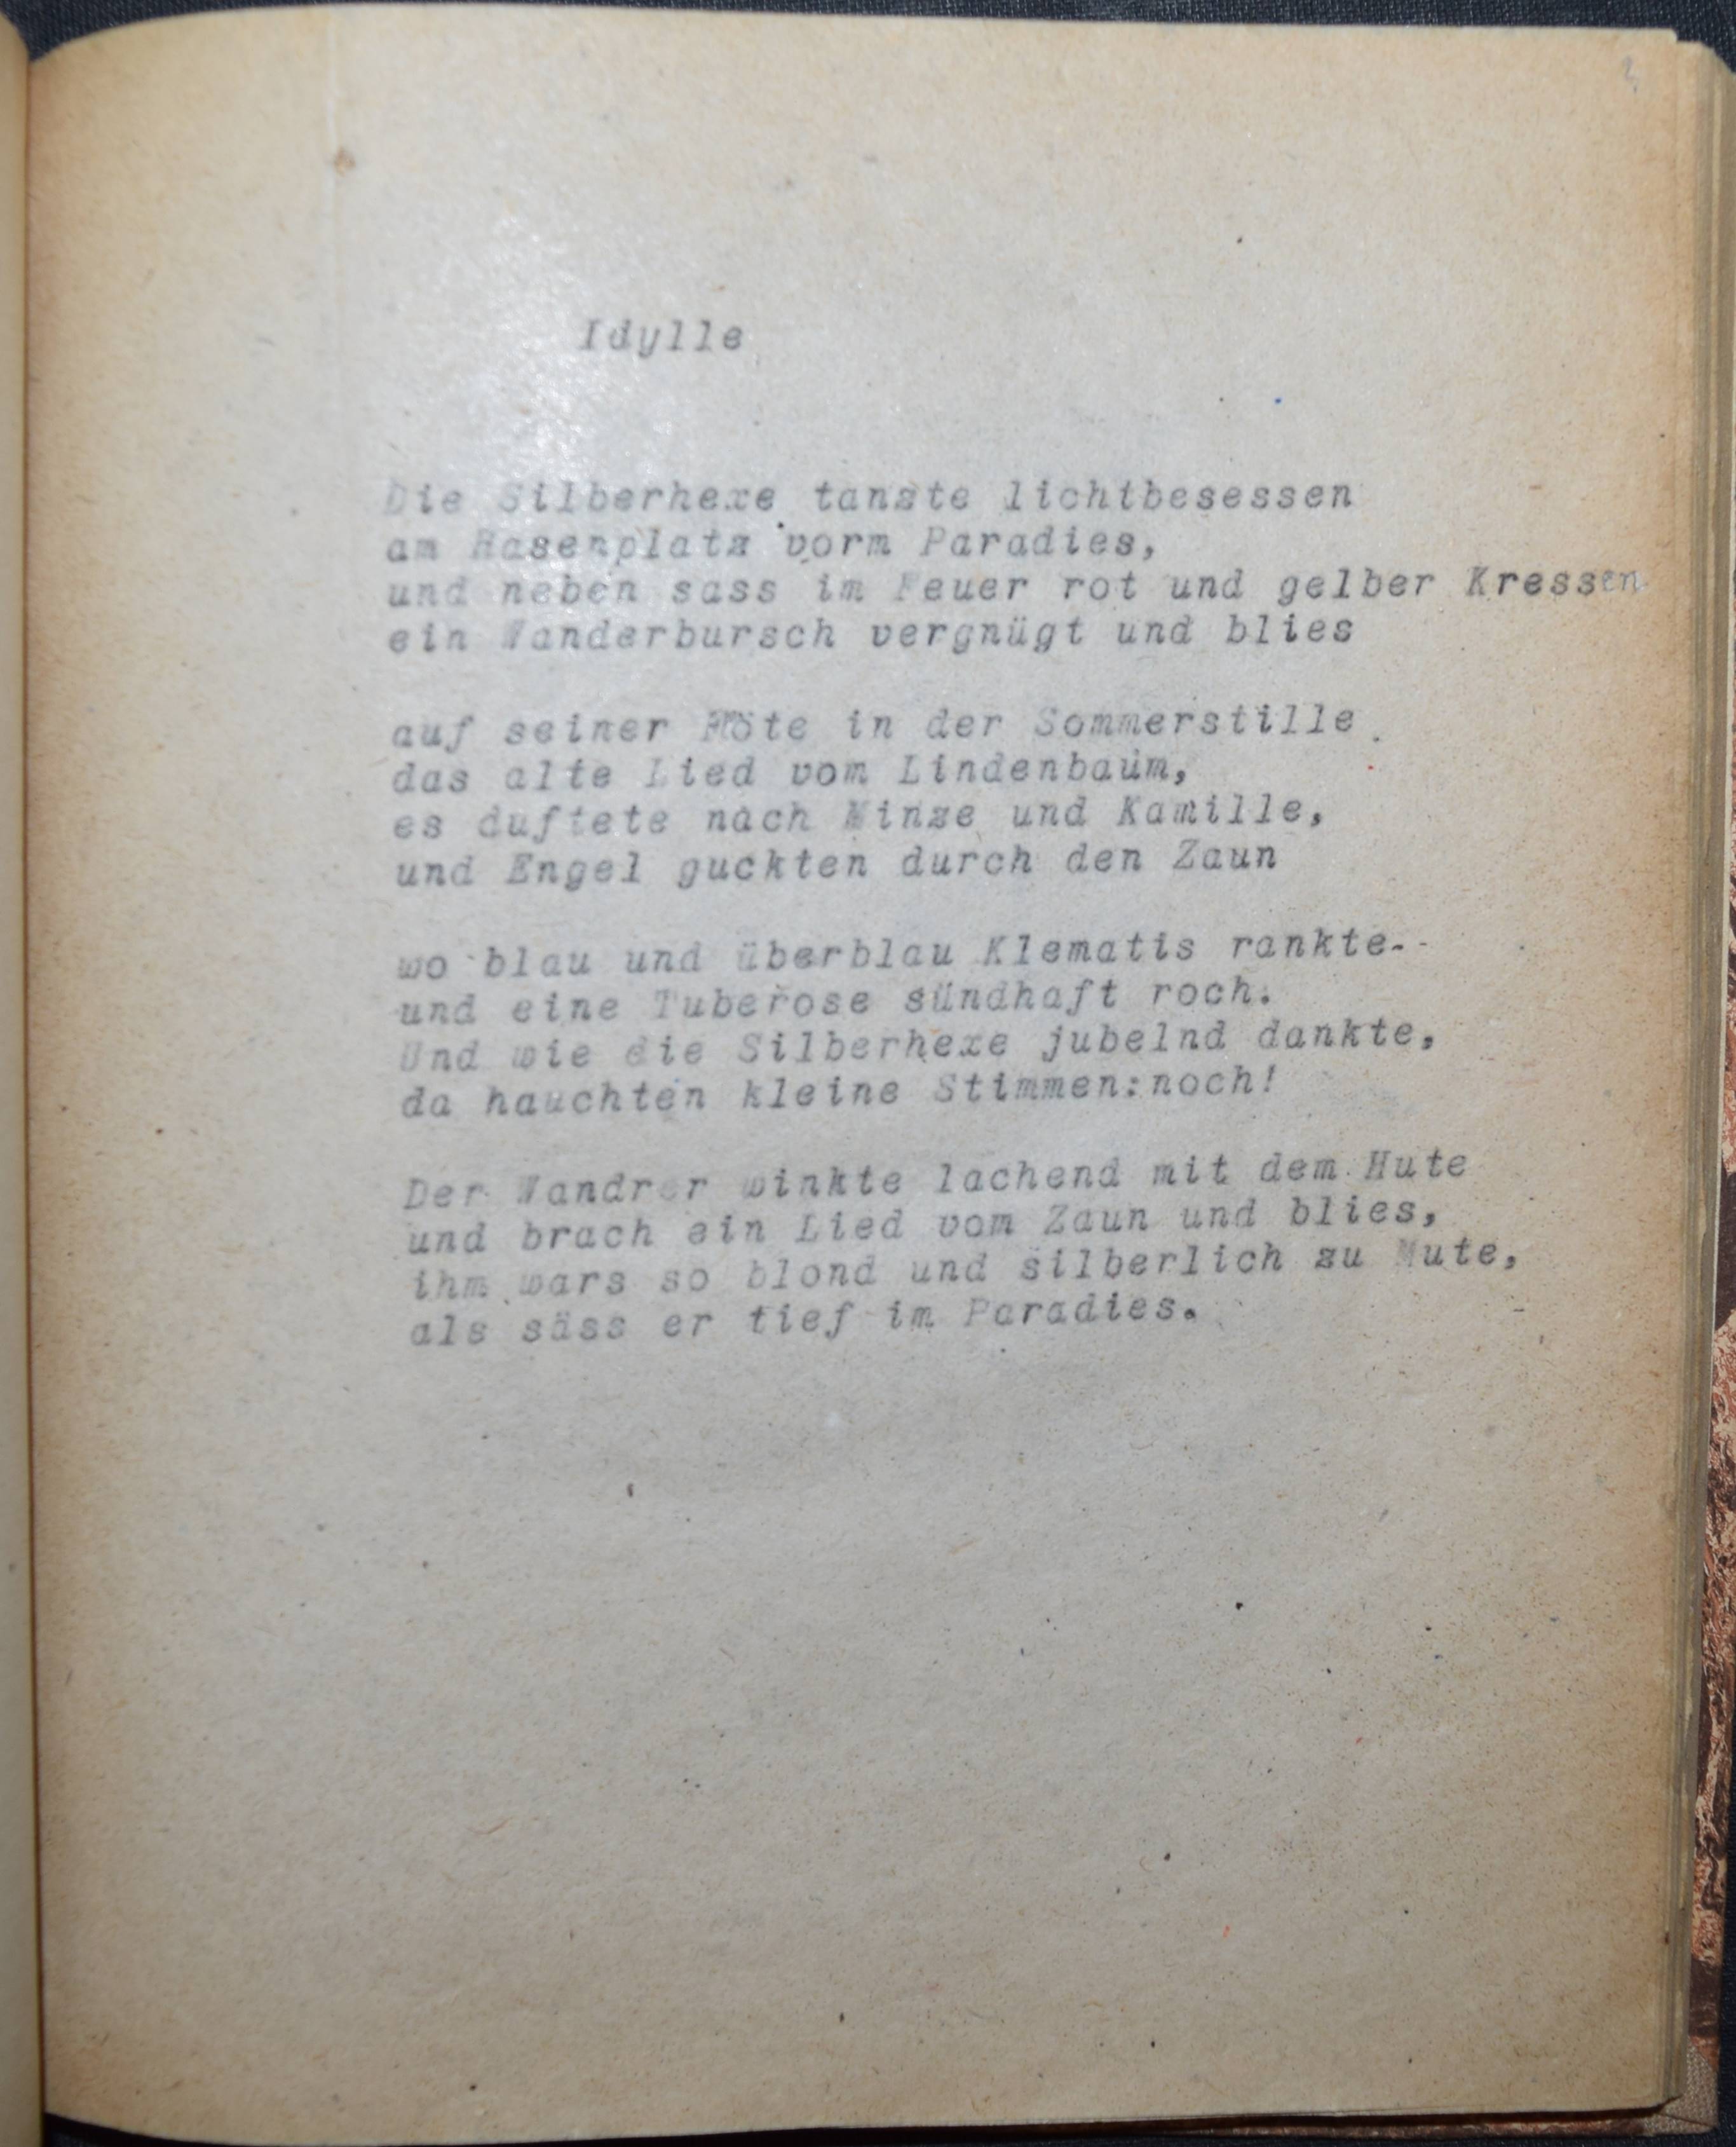 Idylle
Die Silberhexe tanzte lichtbesessen
am Rasenplatz vorm Paradies,
und neben sass im Feuer rot und gelber Kressen
ein Wanderbursch vergnügt und blies
auf seiner Flöte in der Sommerstille
das alte Lied vom Lindenbaum,
es duftete nach Minze und Kamille,
und Engel guckten durch den Zaun
wo blau und überblau Klematis rankte--
und eine Tuberose sündhaft roch.
Und wie die Silberhexe jubelnd dankte,
da hauchten kleine Stimmen:noch!
Der Wandrer winkte lachend mit dem Hute
und brach ein Lied vom Zaun und blies,
ihm wars so blond und silberlich zu Mute,
als säss er tief im Paradies.